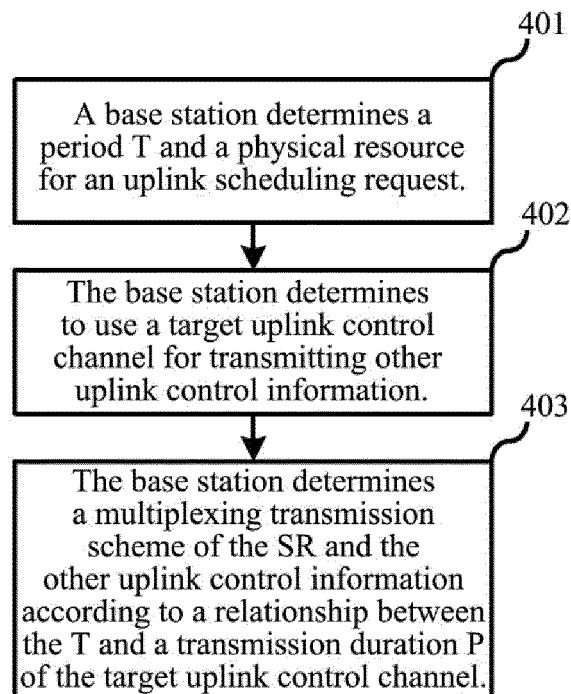 401
A base station determines a
period T and a physical resource
for an uplink scheduling request.
402
The base station determines
to use a target uplink control
channel for transmitting other
uplink control information.
403
The base station determines
a multiplexing transmission
scheme of the SR and the
other uplink control information
according to a relationship between
the T and a transmission duration P
of the target uplink control channel.